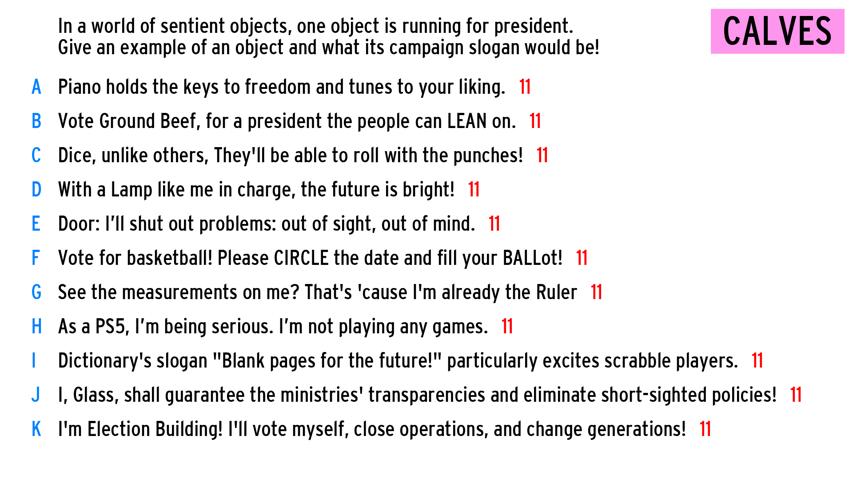 In a world of sentient objects, one object is running for president.
Give an example of an object and what its campaign slogan would be!
CALVES
A Piano holds the keys to freedom and tunes to your liking. 11
B Vote Ground Beef, for a president the people can LEAN on. 11
C Dice, unlike others, They'll be able to roll with the punches! 11
D With a Lamp like me in charge, the future is bright! 11
E Door: I’ll shut out problems: out of sight, out of mind. 11
F Vote for basketball! Please CIRCLE the date and fill your BALLot! 11
G See the measurements on me? That's 'cause I'm already the Ruler 11
H As a PS5, I’m being serious. I’m not playing any games. 11
I Dictionary's slogan "Blank pages for the future!" particularly excites scrabble players. 11
J I, Glass, shall guarantee the ministries' transparencies and eliminate short-sighted policies! 11
K I'm Election Building! I'll vote myself, close operations, and change generations! 11